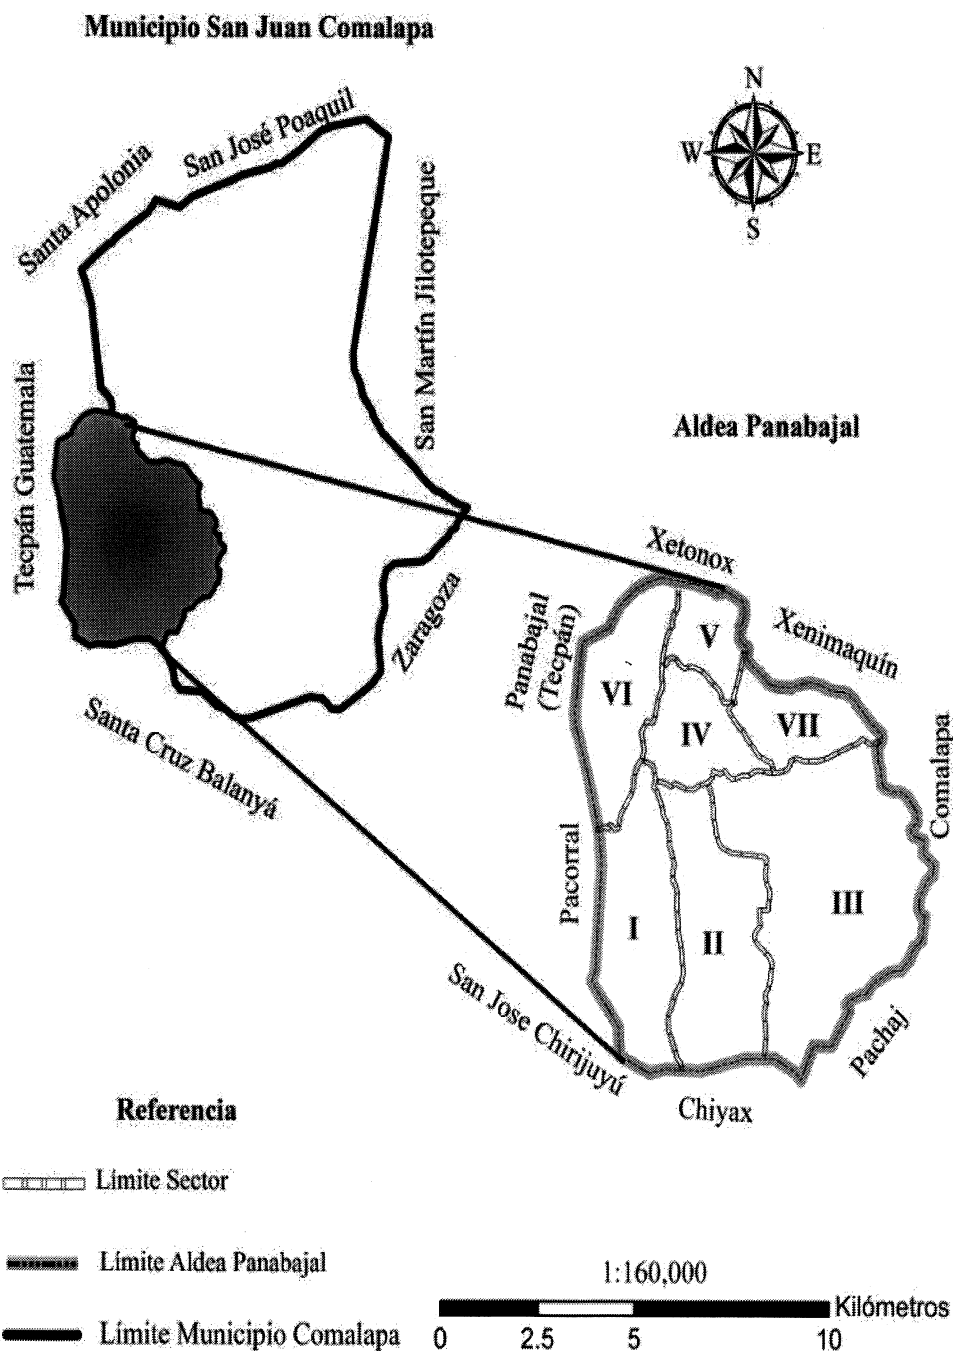 Municipio San Juan Comalapa
N
W
E
S
San José Poaquil
Santa Apolonia
San Martín Jilotepeque
Tecpán Guatemala
Aldea Panabajal
Xetonox
Zaragoza
Panabajal
(Tecpán)
Xenimaquín
V
VI
IV
VII
Santa Cruz Balanyá
Comalapa
Pacorral
I
II
III
San Jose Chirijuyú
Pachaj
Chiyax
Referencia
Límite Sector
Límite Aldea Panabajal
Límite Municipio Comalapa
1:160,000
Kilómetros
0 2.5 5 10